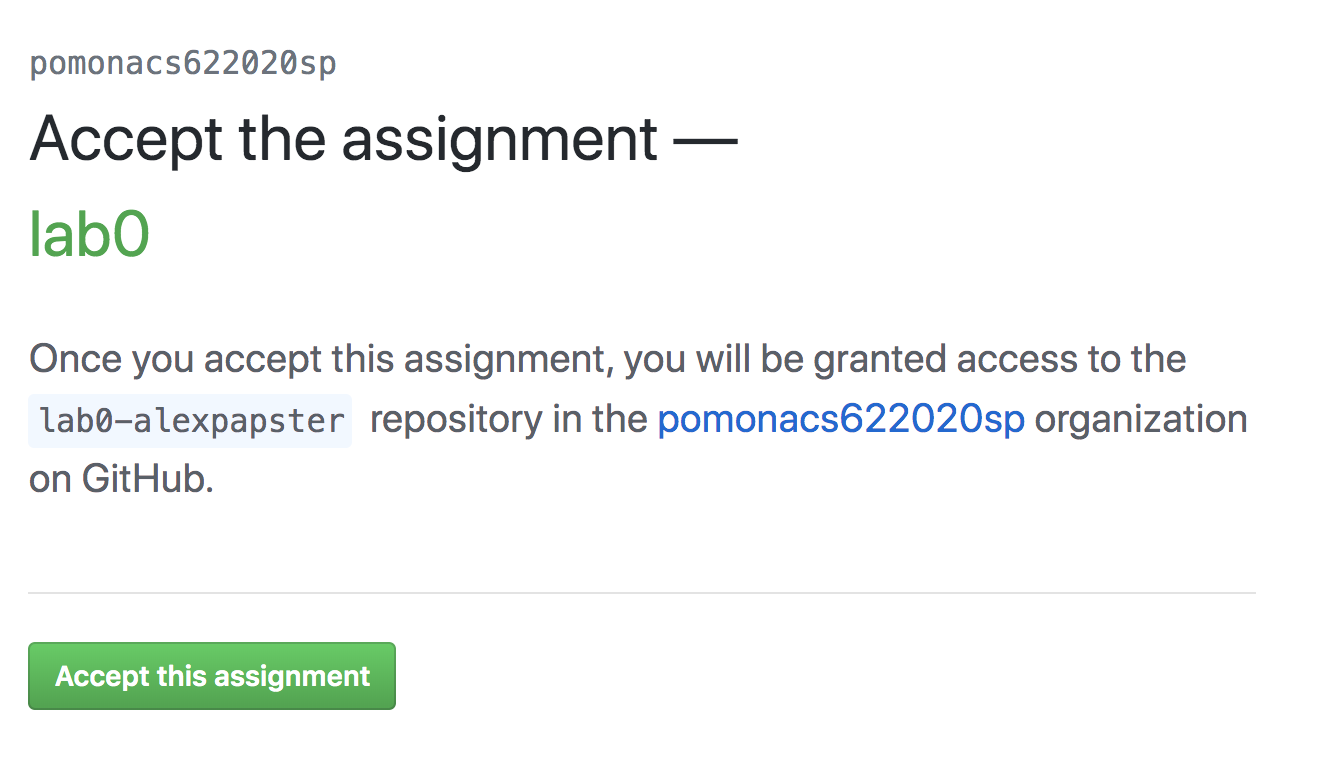 pomonacs622020sp
Accept the assignment —
lab0
Once you accept this assignment, you will be granted access to the
lab0-alexpapster repository in the pomonacs622020sp organization
on GitHub.
Accept this assignment